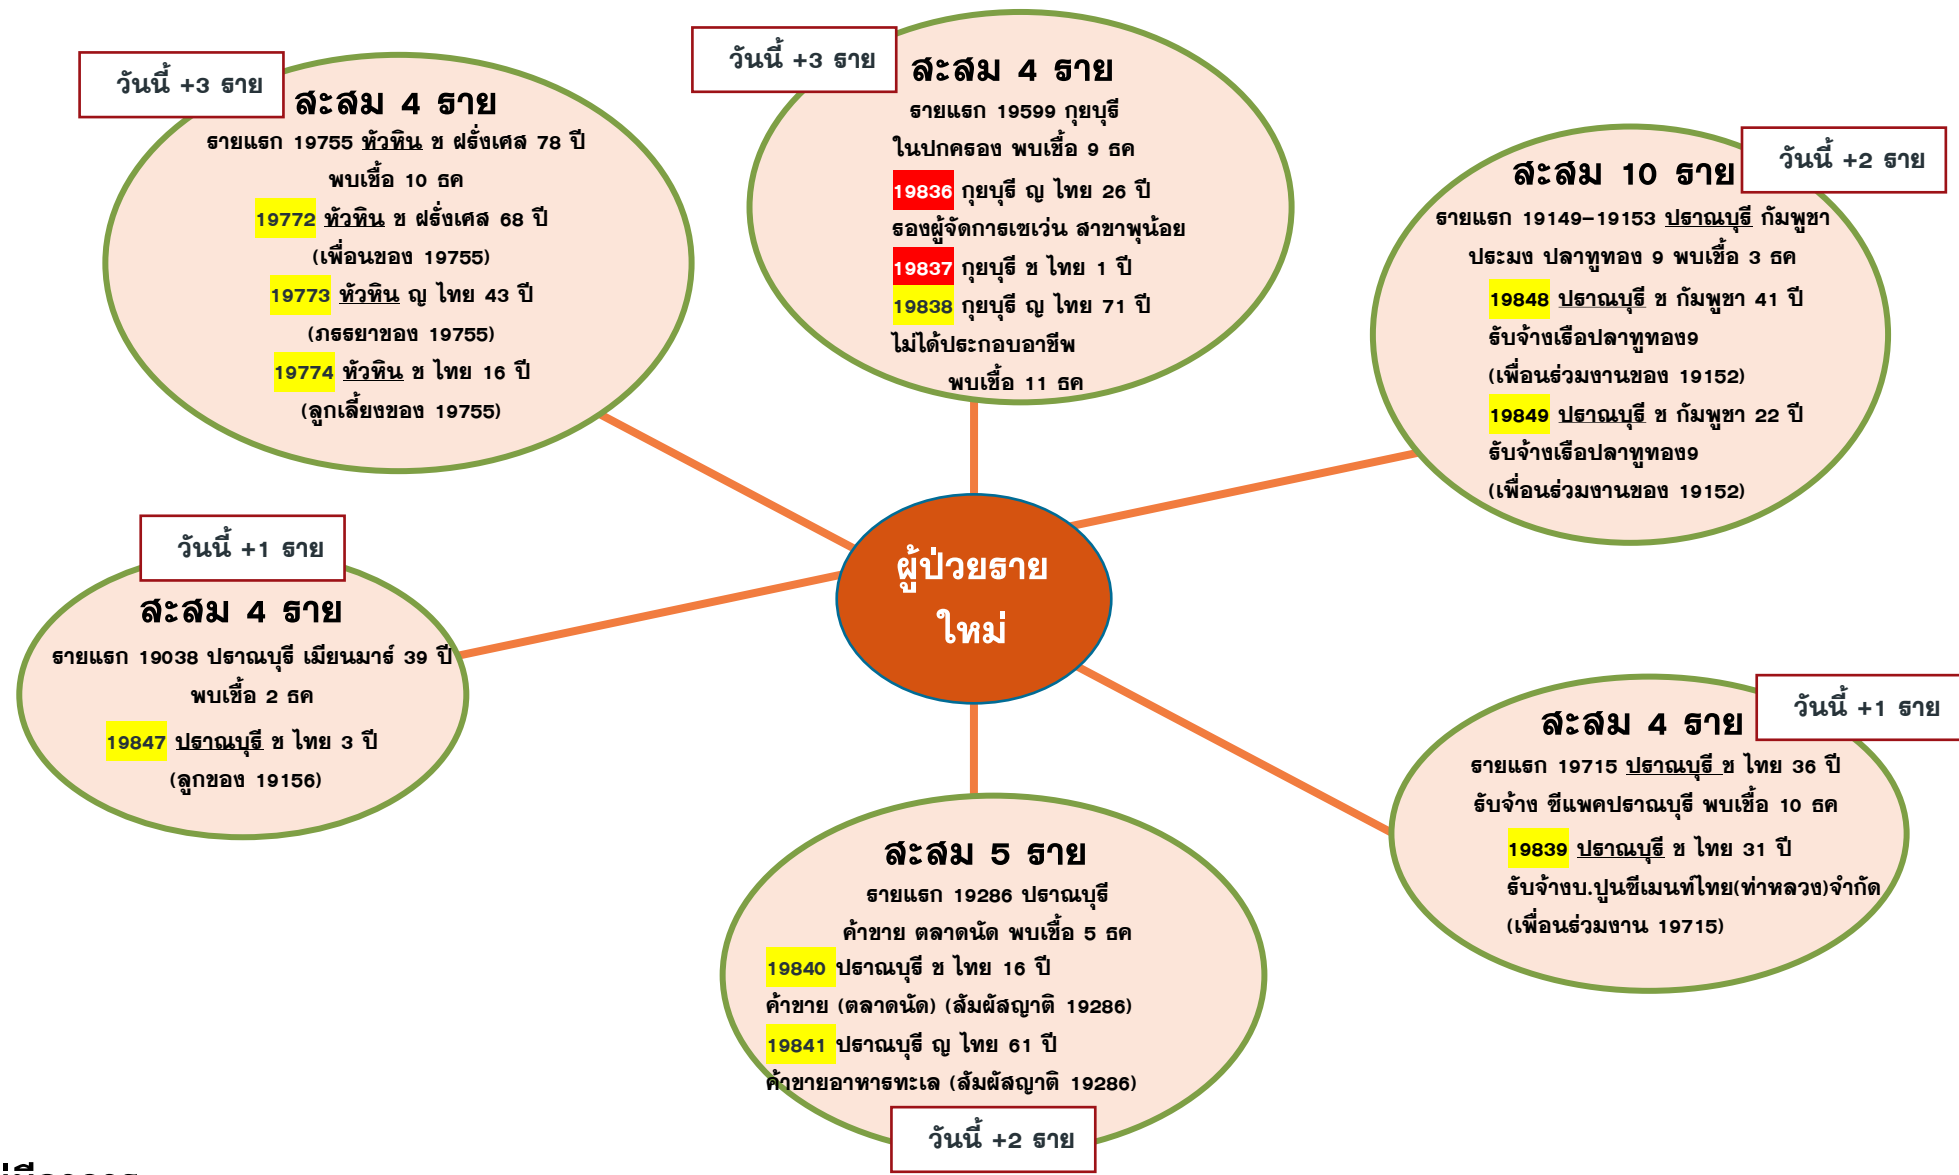 วันนี้ +3 ราย
สะสม 4 ราย
รายแรก 19755 หัวหิน ช ฝรั่งเศส 78 ปี
พบเชื้อ 10 ธค
19772 หัวหิน ช ฝรั่งเศส 68 ปี
(เพื่อนของ 19755)
19773 หัวหิน ญ ไทย 43 ปี
(ภรรยาของ 19755)
19774 หัวหิน ช ไทย 16 ปี
(ลูกเลี้ยงของ 19755)
วันนี้ +3 ราย
สะสม 4 ราย
รายแรก 19599 กุยบุรี
ในปกครอง พบเชื้อ 9 ธค
19836 กุยบุรี ญ ไทย 26 ปี
รองผู้จัดการเซเว่น สาขาพุน้อย
19837 กุยบุรี ช ไทย 1 ปี
19838 กุยบุรี ญ ไทย 71 ปี
ไม่ได้ประกอบอาชีพ
พบเชื้อ 11 ธค
วันนี้ +2 ราย
สะสม 10 ราย
รายแรก 19149-19153 ปราณบุรี กัมพูชา
ประมง ปลาทูทอง 9 พบเชื้อ 3 ธค
19848 ปราณบุรี ช กัมพูชา 41 ปี
รับจ้างเรือปลาทูทอง9
(เพื่อนร่วมงานของ 19152)
19849 ปราณบุรี ช กัมพูชา 22 ปี
รับจ้างเรือปลาทูทอง9
(เพื่อนร่วมงานของ 19152)
ผู้ป่วยราย
ใหม่
วันนี้ +1 ราย
สะสม 4 ราย
รายแรก 19038 ปราณบุรี เมียนมาร์ 39 ปี
พบเชื้อ 2 ธค
19847 ปราณบุรี ช ไทย 3 ปี
(ลูกของ 19156)
สะสม 5 ราย
รายแรก 19286 ปราณบุรี
ค้าขาย ตลาดนัด พบเชื้อ 5 ธค
19840 ปราณบุรี ช ไทย 16 ปี
ค้าขาย (ตลาดนัด) (สัมผัสญาติ 19286)
19841 ปราณบุรี ญ ไทย 61 ปี
ค้าขายอาหารทะเล (สัมผัสญาติ 19286)
วันนี้ +2 ราย
วันนี้ +1 ราย
สะสม 4 ราย
รายแรก 19715 ปราณบุรี ช ไทย 36 ปี
รับจ้าง ซีแพคปราณบุรี พบเชื้อ 10 ธค
19839 ปราณบุรี ช ไทย 31 ปี
รับจ้างบ.ปูนซีเมนท์ไทย(ท่าหลวง)จำกัด
(เพื่อนร่วมงาน 19715)